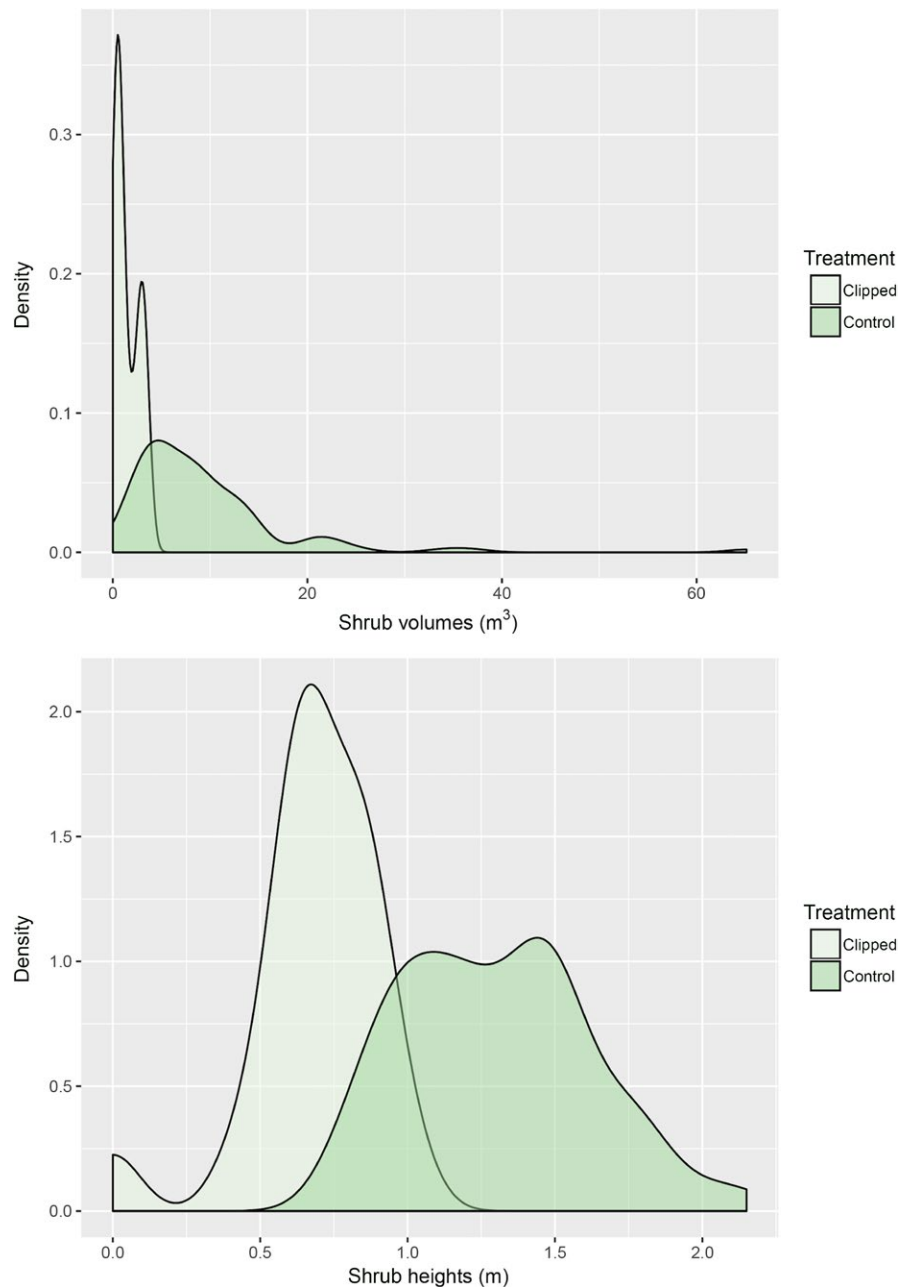 0.3
0.2
0.1
0.0
Density
0
20
40
60
Shrub volumes (m³)
Treatment
Clipped
Control
2.0
1.5
1.0
0.5
0.0
Density
0.0
0.5
1.0
1.5
2.0
Shrub heights (m)
Treatment
Clipped
Control